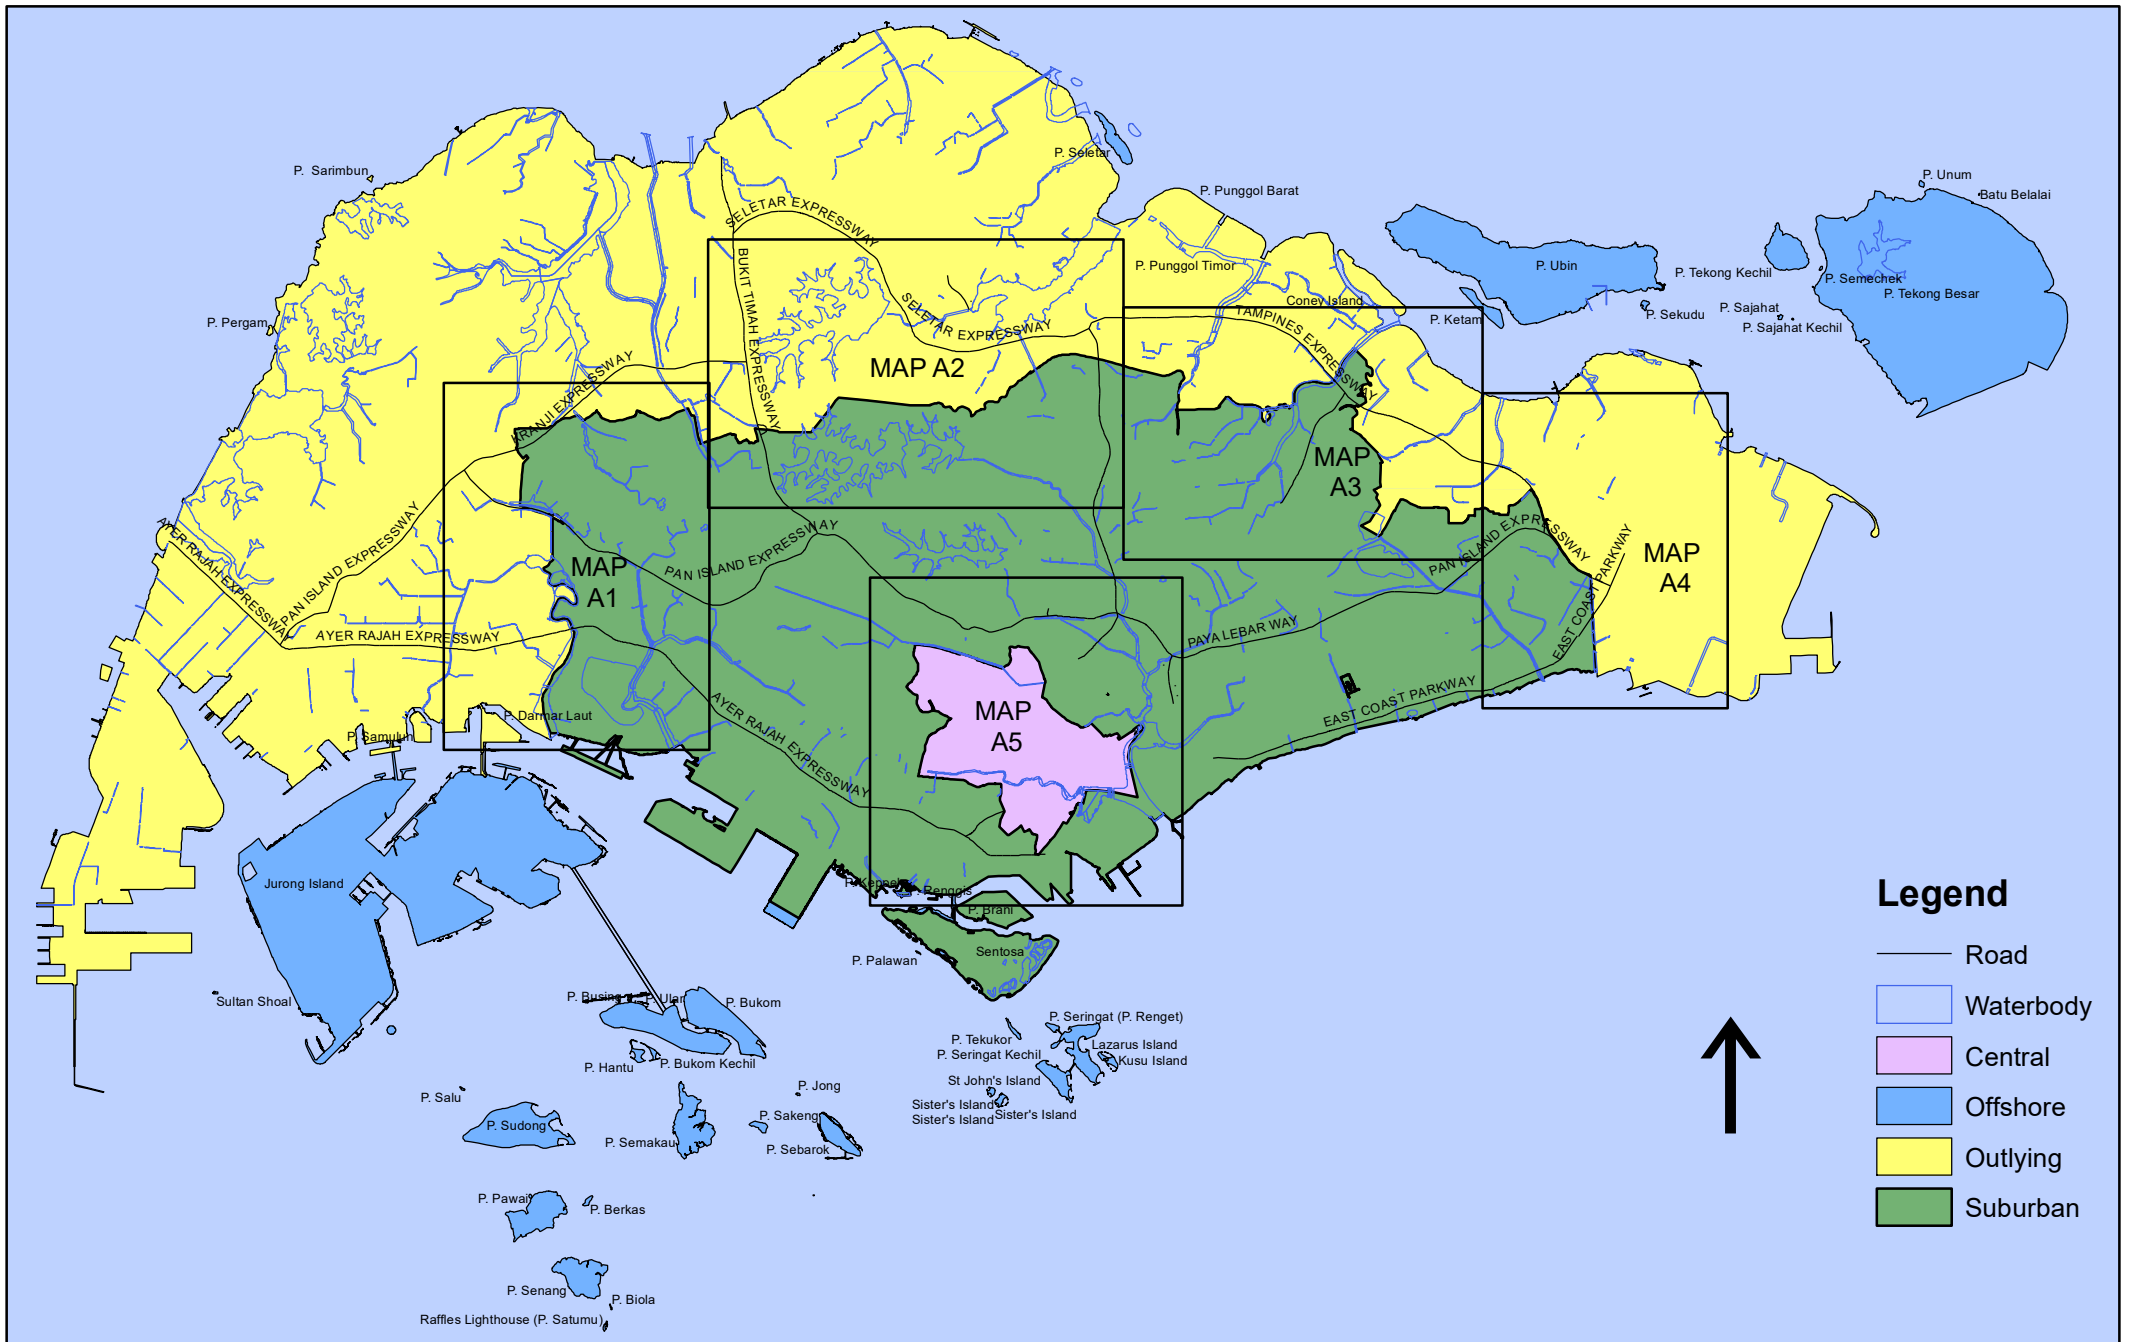 P. Sarimbun
P. Seletar
P. Punggol Barat
P. Unum
Batu Belalai
SELETAR EXPRESSWAY
BUKIT TIMAH EXPRESSWAY
P. Punggol Timor
P. Ubin
P. Tekong Kechil
P. Semechek
P. Tekong Besar
P. Pergam
SELETAR EXPRESSWAY
Coney Island
TAMPINES EXPRESSWAY
P. Ketam
P. Sekudu
P. Sajahat
P. Sajahat Kechil
MAP A2
KRANJI EXPRESSWAY
MAP
A3
AYER RAJAH EXPRESSWAY
PAN ISLAND EXPRESSWAY
PAN ISLAND EXPRESSWAY
PAN ISLAND EXPRESSWAY
MAP
A1
MAP
A4
AYER RAJAH EXPRESSWAY
PAYA LEBAR WAY
EAST COAST PARKWAY
EAST COAST PARKWAY
P. Darmar Laut
P. Samulun
AYER RAJAH EXPRESSWAY
MAP
A5
Jurong Island
P. Keppel
P. Renggis
P. Brani
Sentosa
P. Palawan
Legend
Road
Waterbody
Central
Offshore
Outlying
Suburban
Sultan Shoal
P. Busing
P. Ular
P. Bukom
P. Hantu
P. Bukom Kechil
P. Seringat (P. Renget)
P. Tekukor
Lazarus Island
P. Seringat Kechil
Kusu Island
St John's Island
Sister's Island
Sister's Island
Sister's Island
P. Salu
P. Jong
P. Sudong
P. Semakau
P. Sakeng
P. Sebarok
P. Pawai
P. Berkas
P. Senang
P. Biola
Raffles Lighthouse (P. Satumu)